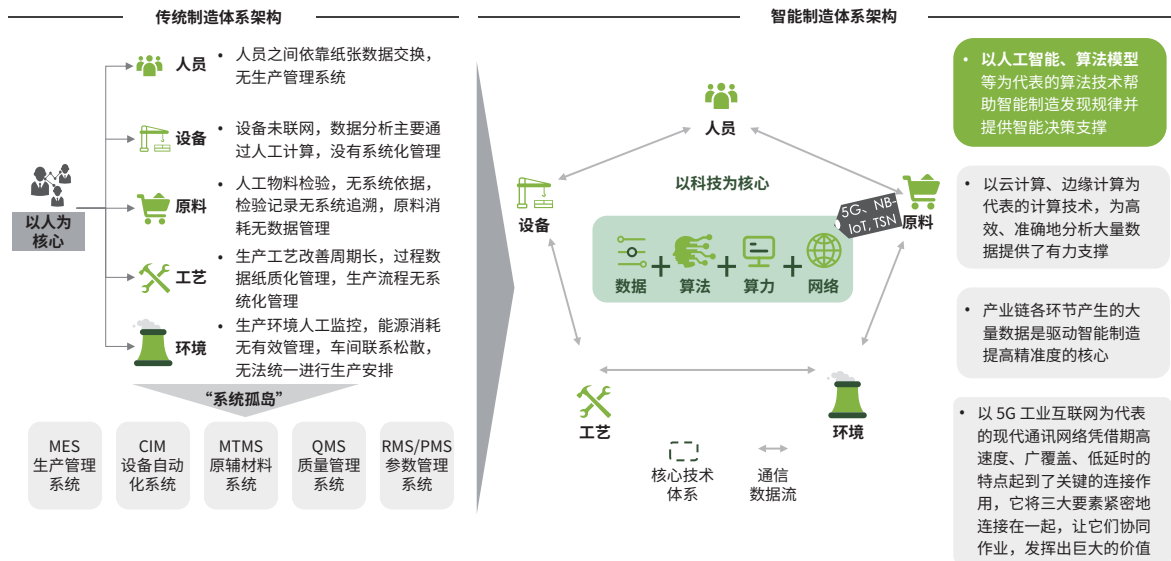 传统制造体系架构
以人为
核心
人员
• 人员之间依靠纸张数据交换，
无生产管理系统
设备
• 设备未联网，数据分析主要通
过人工计算，没有系统化管理
原料
• 人工物料检验，无系统依据，
检验记录无系统追溯，原料消
耗无数据管理
工艺
• 生产工艺改善周期长，过程数
据纸质化管理，生产流程无系
统化管理
环境
• 生产环境人工监控，能源消耗
无有效管理，车间联系松散，
无法统一进行生产安排
“系统孤岛”
MES
生产管理
系统
CIM
设备自动
化系统
MTMS
原辅材料
系统
QMS
质量管理
系统
RMS/PMS
参数管理
系统
智能制造体系架构
人员
设备
以科技为核心
5G、NB-
IoT, TSN
原料
数据
+
算法
+
算力
+
网络
工艺
环境
核心技术
体系
通信
数据流
• 以人工智能、算法模型
等为代表的算法技术帮
助智能制造发现规律并
提供智能决策支撑
• 以云计算、边缘计算为
代表的计算技术，为高
效、准确地分析大量数
据提供了有力支撑
• 产业链各环节产生的大
量数据是驱动智能制造
提高精准度的核心
• 以 5G 工业互联网为代表
的现代通讯网络凭借期高
速度、广覆盖、低延时的
特点起到了关键的连接作
用，它将三大要素紧密地
连接在一起，让它们协同
作业，发挥出巨大的价值